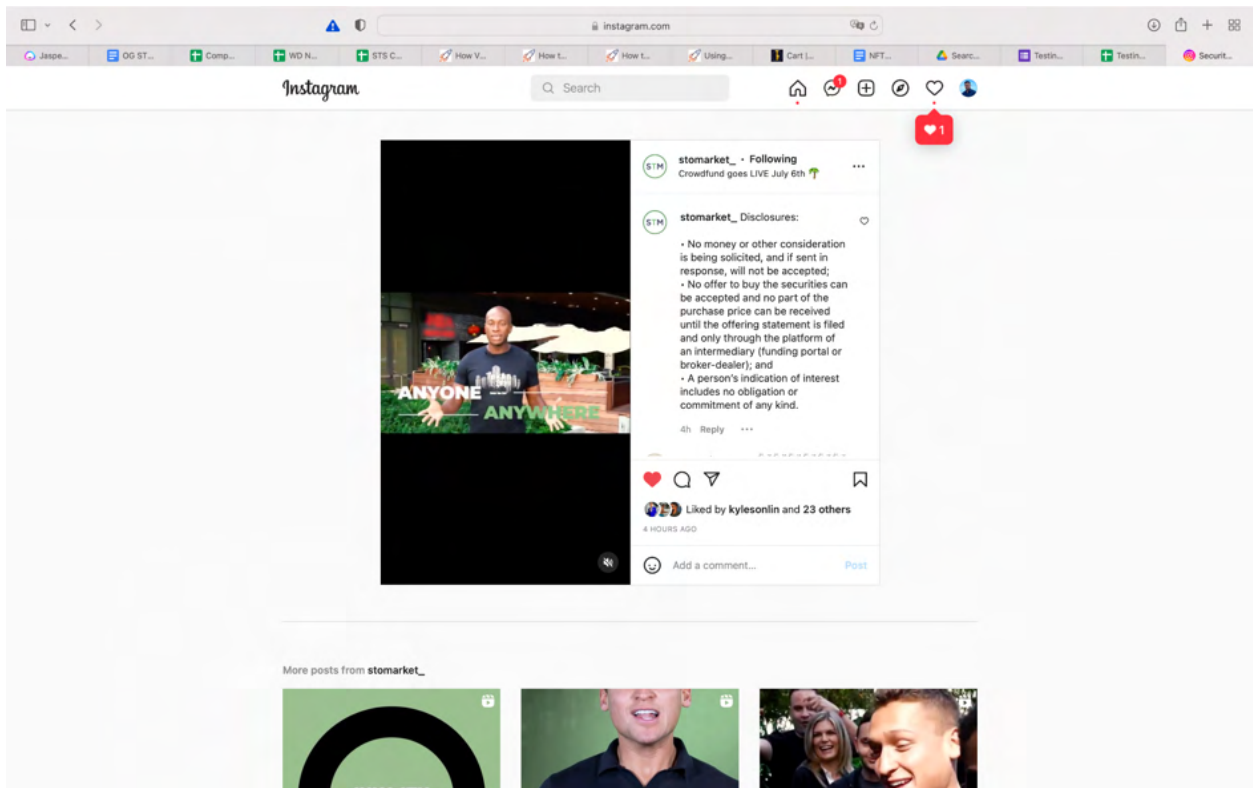 instagram.com
Jaspe...
OG ST...
Comp...
WD N...
STS C...
How V...
How t...
How t...
Using...
Cart |...
NFT...
Searc...
Testin...
Testin...
Securit...
Instagram
Search
1
1
STM
stomarket_ • Following
Crowdfund goes LIVE July 6th
STM
stomarket_ Disclosures:
• No money or other consideration
is being solicited, and if sent in
response, will not be accepted;
• No offer to buy the securities can
be accepted and no part of the
purchase price can be received
until the offering statement is filed
and only through the platform of
an intermediary (funding portal or
broker-dealer); and
• A person's indication of interest
includes no obligation or
commitment of any kind.
4h Reply
ANYONE
ANYWHERE
Liked by kylesonlin and 23 others
4 HOURS AGO
Add a comment...
Post
More posts from stomarket_